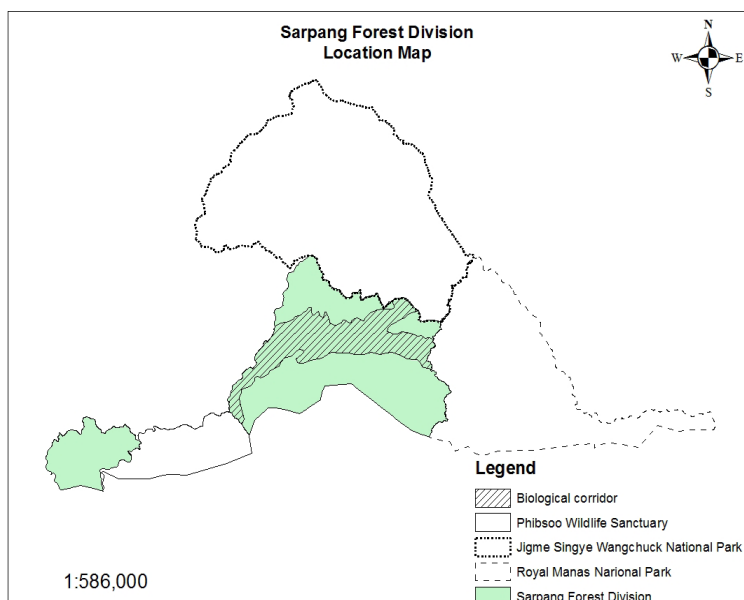 Sarpang Forest Division
Location Map
N
W E
S
Legend
Biological corridor
Phibsoo Wildlife Sanctuary
Jigme Singye Wangchuck National Park
Royal Manas Narional Park
Sarpang Forest Division
1:586,000